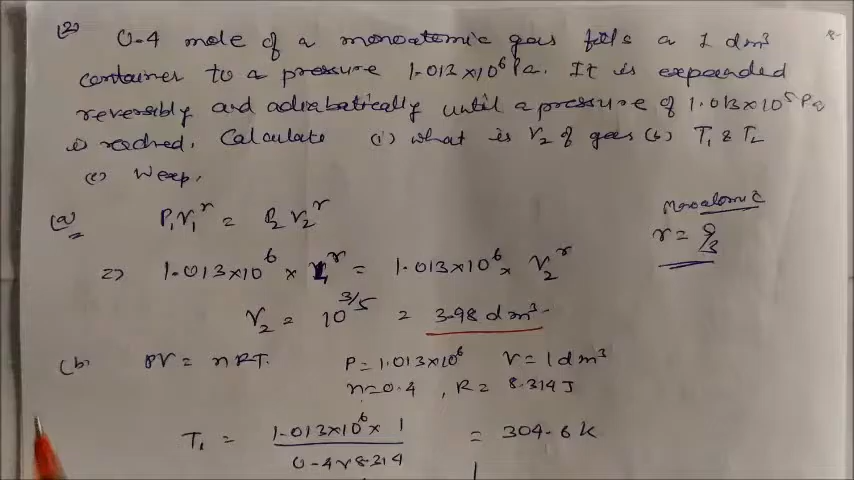 (2) 0.4 mole of a monoatomic gas fills a 1 dm³
container to a pressure 1.013×10⁶ Pa. It is expanded
reversibly and adiabatically until a pressure of 1.013×10⁵ Pa
is reached. Calculate (i) what is V₂ of gas (b) T₁ & T₂
(c) Wexp.
(a) P₁V₁^r = P₂V₂^r
Monoatomic
r = 5/3
=> 1.013×10⁶ × 1^r = 1.013×10⁶ × V₂^r
V₂ = 10^3/5 = 3.98 dm³
(b PV = nRT. P = 1.013×10⁶ V = 1 dm³
n=0.4 , R = 8.314 J
T₁ = 1.013×10⁶ × 1 / 0.4×8.314 = 304.6 K